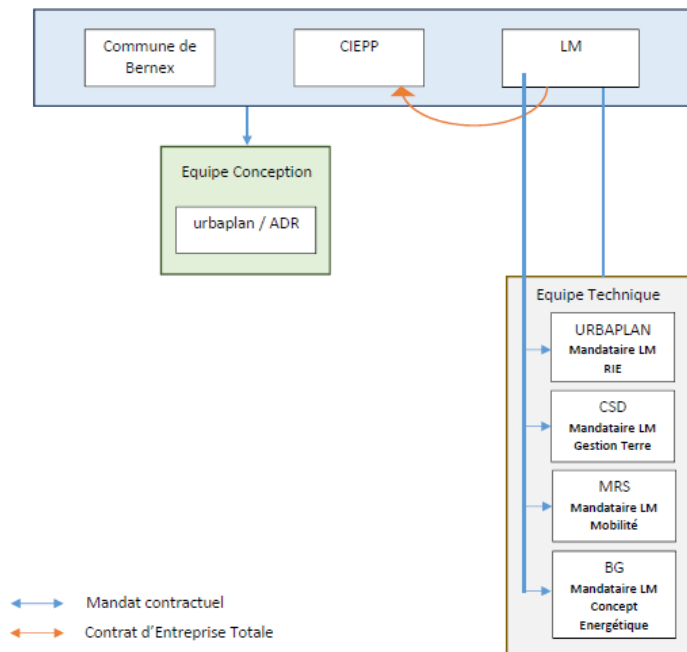 Commune de
Bernex
CIEPP
LM
Equipe Conception
urbaplan / ADR
Equipe Technique
URBAPLAN
Mandataire LM
RIE
CSD
Mandataire LM
Gestion Terre
MRS
Mandataire LM
Mobilité
BG
Mandataire LM
Concept
Energétique
Mandat contractuel
Contrat d'Entreprise Totale